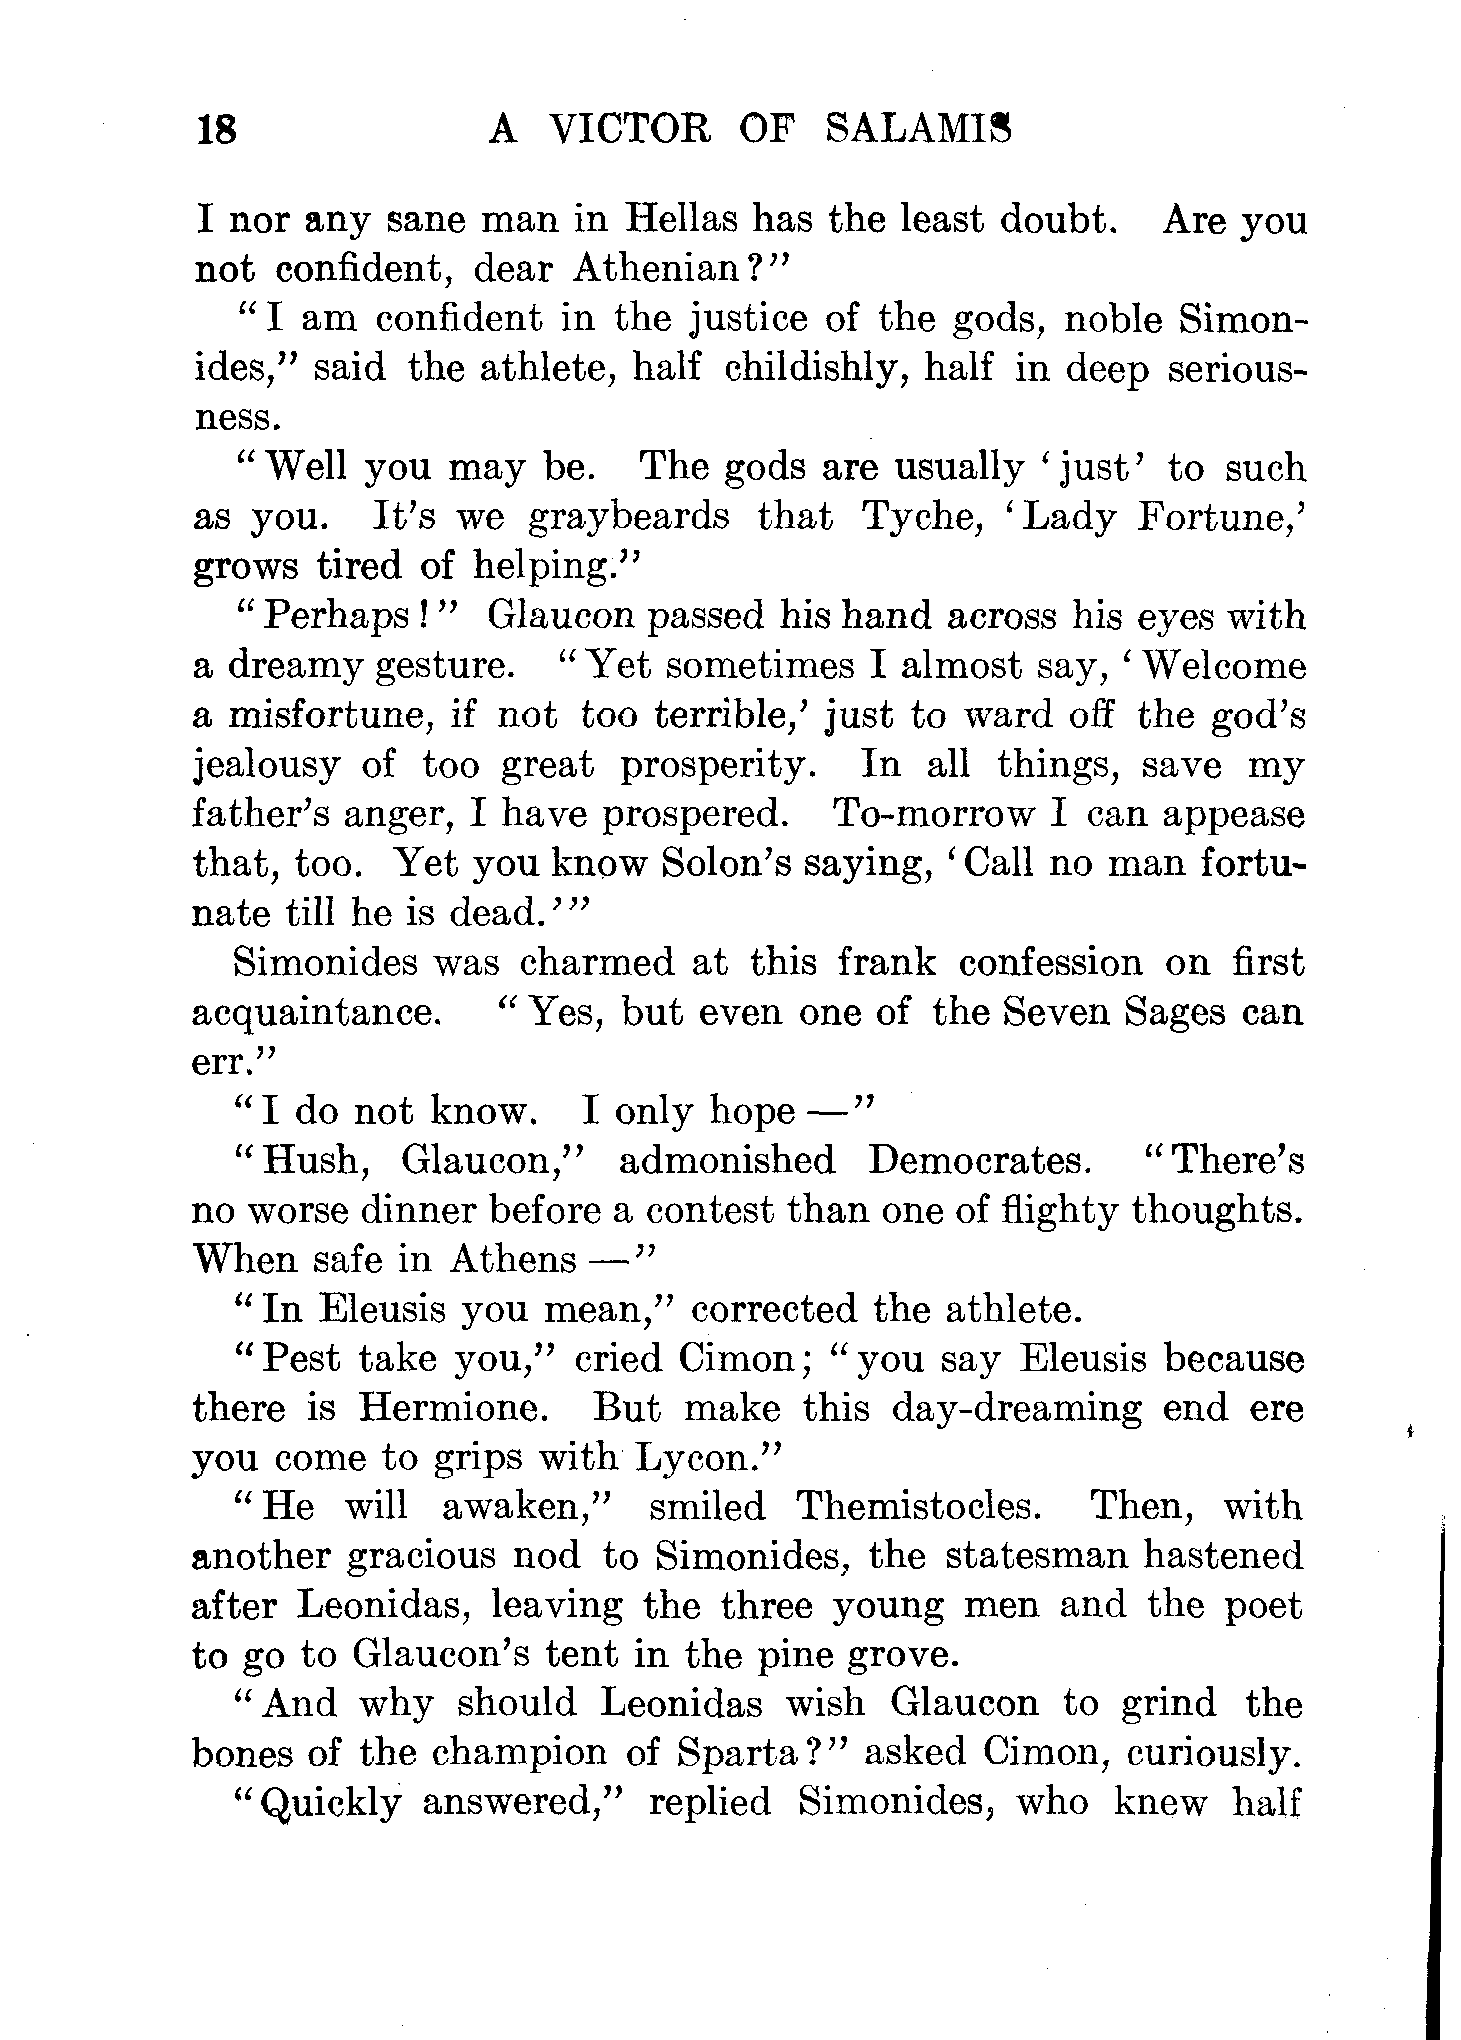 18 A VICTOR OF SALAMIS
I nor any sane man in Hellas has the least doubt. Are you
not confident, dear Athenian?"
"I am confident in the justice of the gods, noble Simon-
ides," said the athlete, half childishly, half in deep serious-
ness.
"Well you may be. The gods are usually 'just' to such
as you. It's we graybeards that Tyche, 'Lady Fortune,'
grows tired of helping."
"Perhaps!" Glaucon passed his hand across his eyes with
a dreamy gesture. "Yet sometimes I almost say, 'Welcome
a misfortune, if not too terrible,' just to ward off the god's
jealousy of too great prosperity. In all things, save my
father's anger, I have prospered. To-morrow I can appease
that, too. Yet you know Solon's saying, 'Call no man fortu-
nate till he is dead.'"
Simonides was charmed at this frank confession on first
acquaintance. "Yes, but even one of the Seven Sages can
err."
"I do not know. I only hope —"
"Hush, Glaucon," admonished Democrates. "There's
no worse dinner before a contest than one of flighty thoughts.
When safe in Athens —"
"In Eleusis you mean," corrected the athlete.
"Pest take you," cried Cimon; "you say Eleusis because
there is Hermione. But make this day-dreaming end ere
you come to grips with Lycon."
"He will awaken," smiled Themistocles. Then, with
another gracious nod to Simonides, the statesman hastened
after Leonidas, leaving the three young men and the poet
to go to Glaucon's tent in the pine grove.
"And why should Leonidas wish Glaucon to grind the
bones of the champion of Sparta?" asked Cimon, curiously.
"Quickly answered," replied Simonides, who knew half